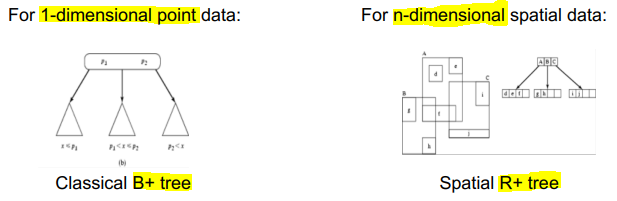 For 1-dimensional point data:
For n-dimensional spatial data:
p₁ p₂
x ≤ p₁
p₁ < x ≤ p₂
p₂ < x
(b)
A
B
C
d
e
g
f
i
h
A B C
d e f
g h
i j
Classical B+ tree
Spatial R+ tree